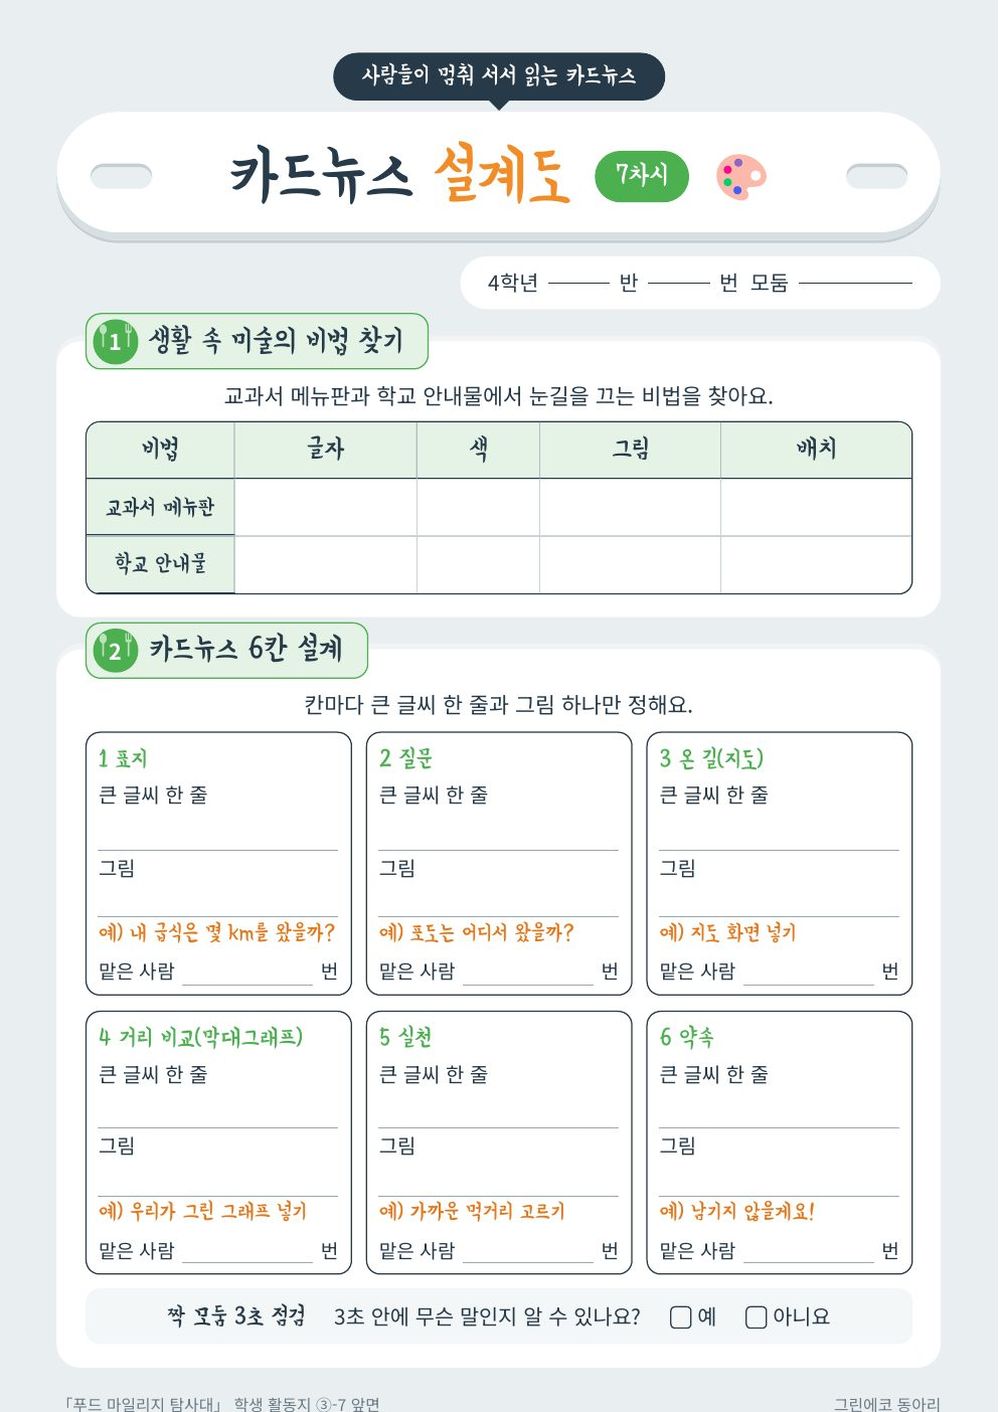 사람들이 멈춰 서서 읽는 카드뉴스
카드뉴스 설계도 7차시
4학년 반 번 모둠
1 생활 속 미술의 비법 찾기
교과서 메뉴판과 학교 안내물에서 눈길을 끄는 비법을 찾아요.
비법 글자 색 그림 배치
교과서 메뉴판
학교 안내물
2 카드뉴스 6칸 설계
칸마다 큰 글씨 한 줄과 그림 하나만 정해요.
1 표지
큰 글씨 한 줄
그림
예) 내 급식은 몇 km를 왔을까?
맡은 사람 번
2 질문
큰 글씨 한 줄
그림
예) 포도는 어디서 왔을까?
맡은 사람 번
3 온 길(지도)
큰 글씨 한 줄
그림
예) 지도 화면 넣기
맡은 사람 번
4 거리 비교(막대그래프)
큰 글씨 한 줄
그림
예) 우리가 그린 그래프 넣기
맡은 사람 번
5 실천
큰 글씨 한 줄
그림
예) 가까운 먹거리 고르기
맡은 사람 번
6 약속
큰 글씨 한 줄
그림
예) 남기지 않을게요!
맡은 사람 번
짝 모둠 3초 점검 3초 안에 무슨 말인지 알 수 있나요? 예 아니요
「푸드 마일리지 탐사대」 학생 활동지 ③-7 앞면
그린에코 동아리